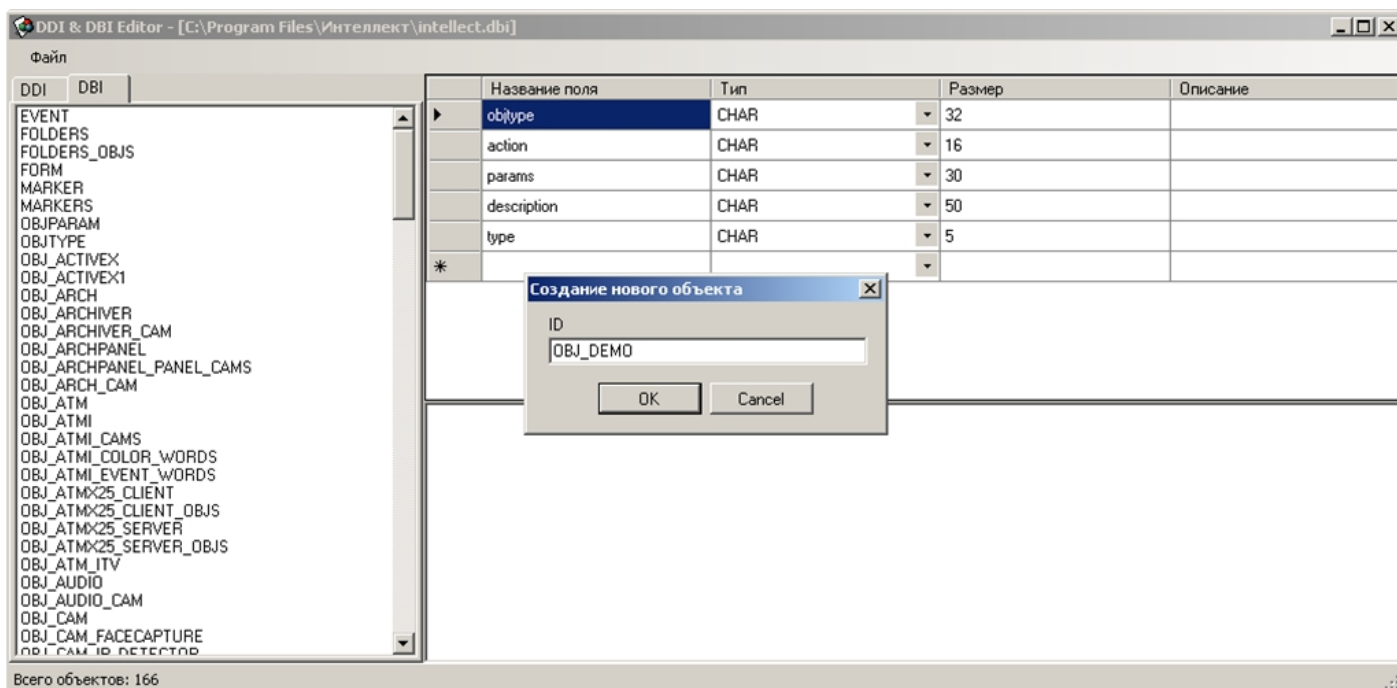 DDI & DBI Editor - [C:\Program Files\Интеллект\intellect.dbi]
Файл
DDI DBI
EVENT
FOLDERS
FOLDERS_OBJS
FORM
MARKER
MARKERS
OBJPARAM
OBJTYPE
OBJ_ACTIVEX
OBJ_ACTIVEX1
OBJ_ARCH
OBJ_ARCHIVER
OBJ_ARCHIVER_CAM
OBJ_ARCHPANEL
OBJ_ARCHPANEL_PANEL_CAMS
OBJ_ARCH_CAM
OBJ_ATM
OBJ_ATMI
OBJ_ATMI_CAMS
OBJ_ATMI_COLOR_WORDS
OBJ_ATMI_EVENT_WORDS
OBJ_ATMX25_CLIENT
OBJ_ATMX25_CLIENT_OBJS
OBJ_ATMX25_SERVER
OBJ_ATMX25_SERVER_OBJS
OBJ_ATM_ITV
OBJ_AUDIO
OBJ_AUDIO_CAM
OBJ_CAM
OBJ_CAM_FACECAPTURE
OBJ_CAM_IP_DETECTOR
Название поля Тип Размер Описание
objtype CHAR 32
action CHAR 16
params CHAR 30
description CHAR 50
type CHAR 5
Создание нового объекта
ID
OBJ_DEMO
OK Cancel
Всего объектов: 166